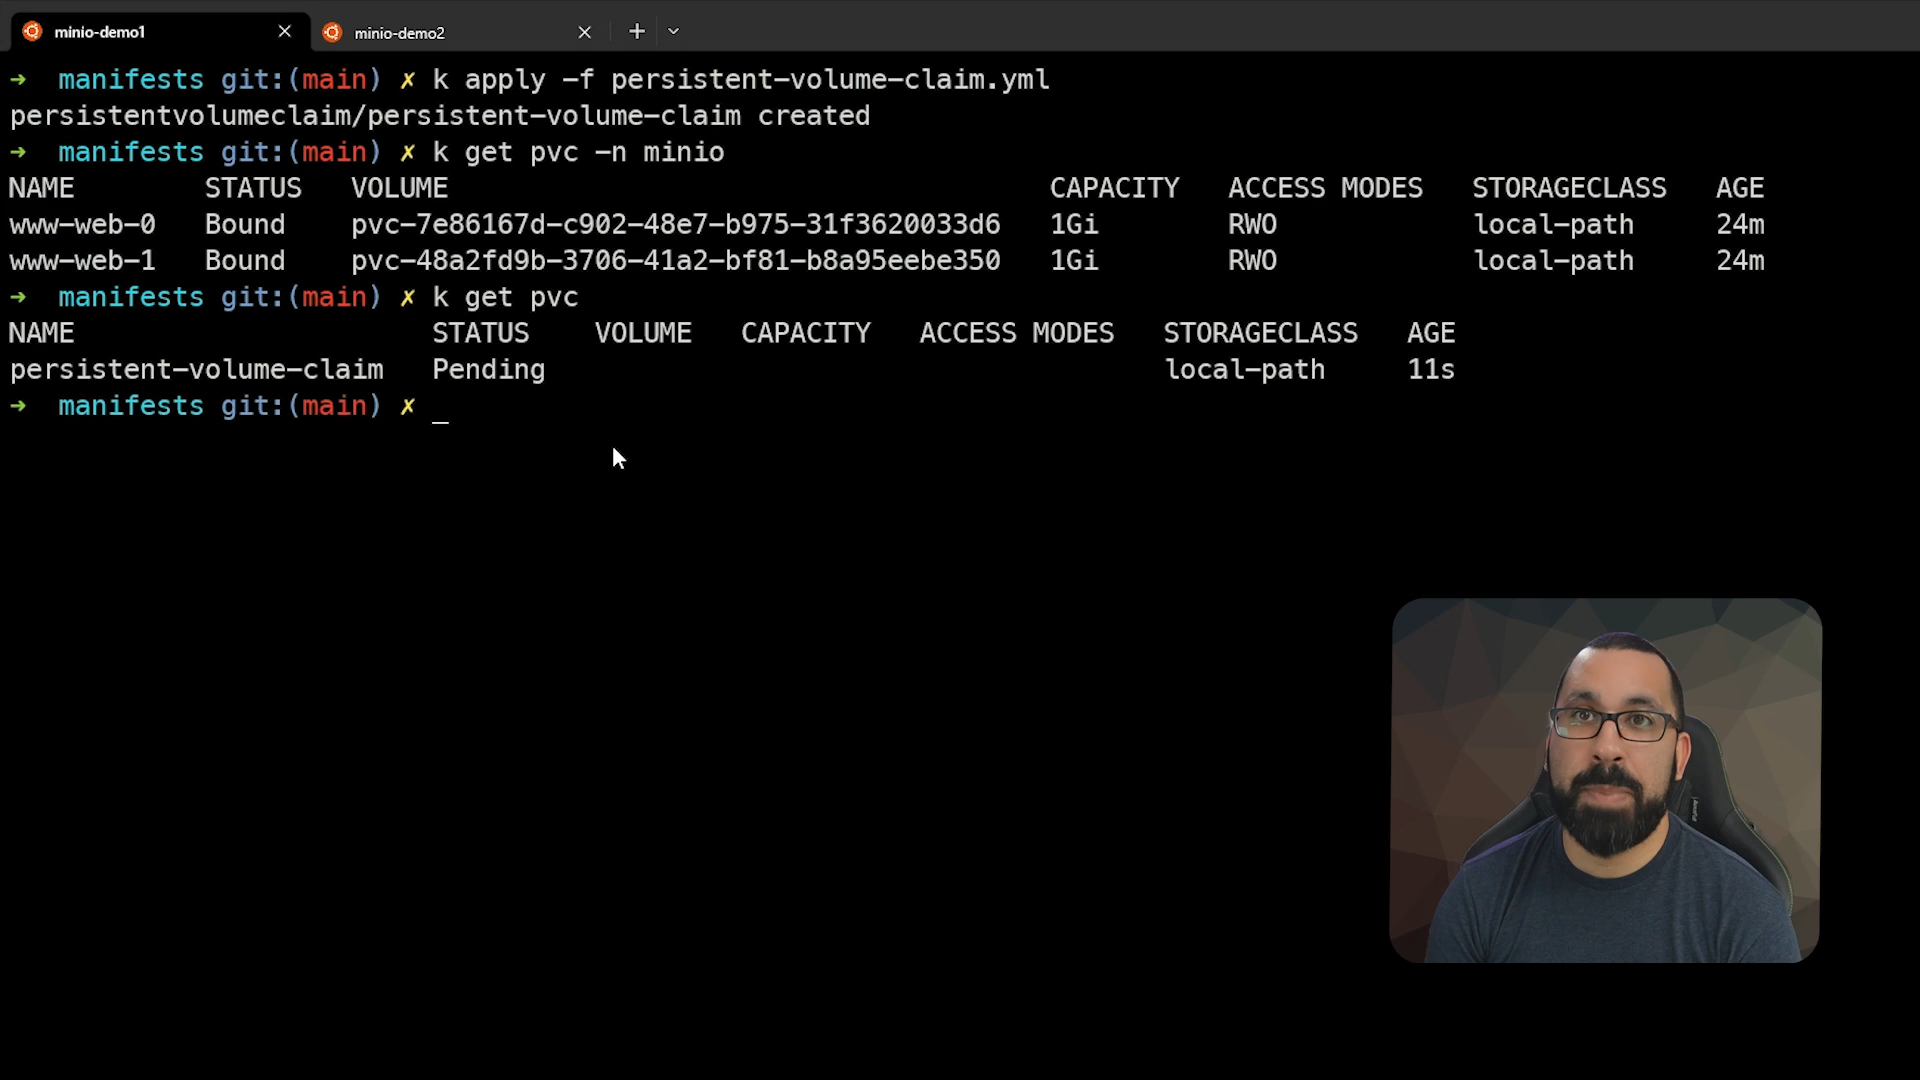 minio-demo1 minio-demo2
→ manifests git:(main) ✗ k apply -f persistent-volume-claim.yml
persistentvolumeclaim/persistent-volume-claim created
→ manifests git:(main) ✗ k get pvc -n minio
NAME STATUS VOLUME CAPACITY ACCESS MODES STORAGECLASS AGE
www-web-0 Bound pvc-7e86167d-c902-48e7-b975-31f3620033d6 1Gi RWO local-path 24m
www-web-1 Bound pvc-48a2fd9b-3706-41a2-bf81-b8a95eebe350 1Gi RWO local-path 24m
→ manifests git:(main) ✗ k get pvc
NAME STATUS VOLUME CAPACITY ACCESS MODES STORAGECLASS AGE
persistent-volume-claim Pending local-path 11s
→ manifests git:(main) ✗ _